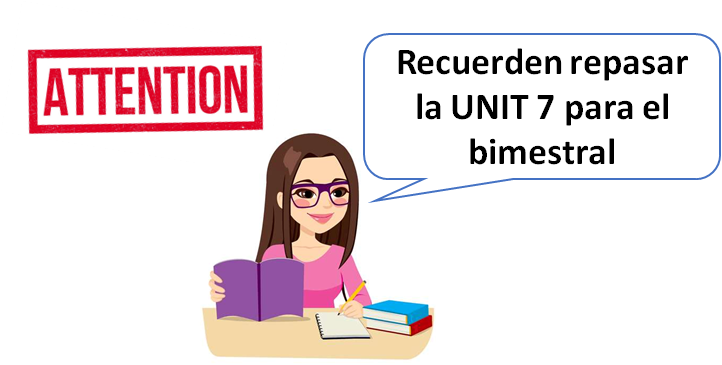 ATTENTION
Recuerden repasar
la UNIT 7 para el
bimestral